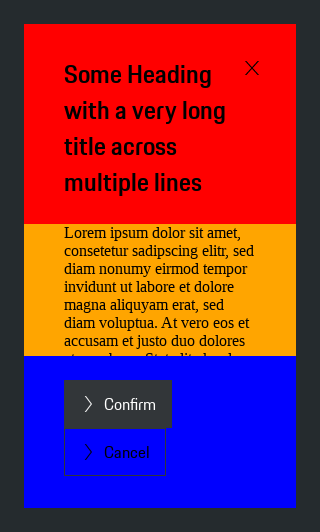 Some Heading
with a very long
title across
multiple lines
Lorem ipsum dolor sit amet,
consetetur sadipscing elitr, sed
diam nonumy eirmod tempor
invidunt ut labore et dolore
magna aliquyam erat, sed
diam voluptua. At vero eos et
accusam et justo duo dolores
Confirm
Cancel